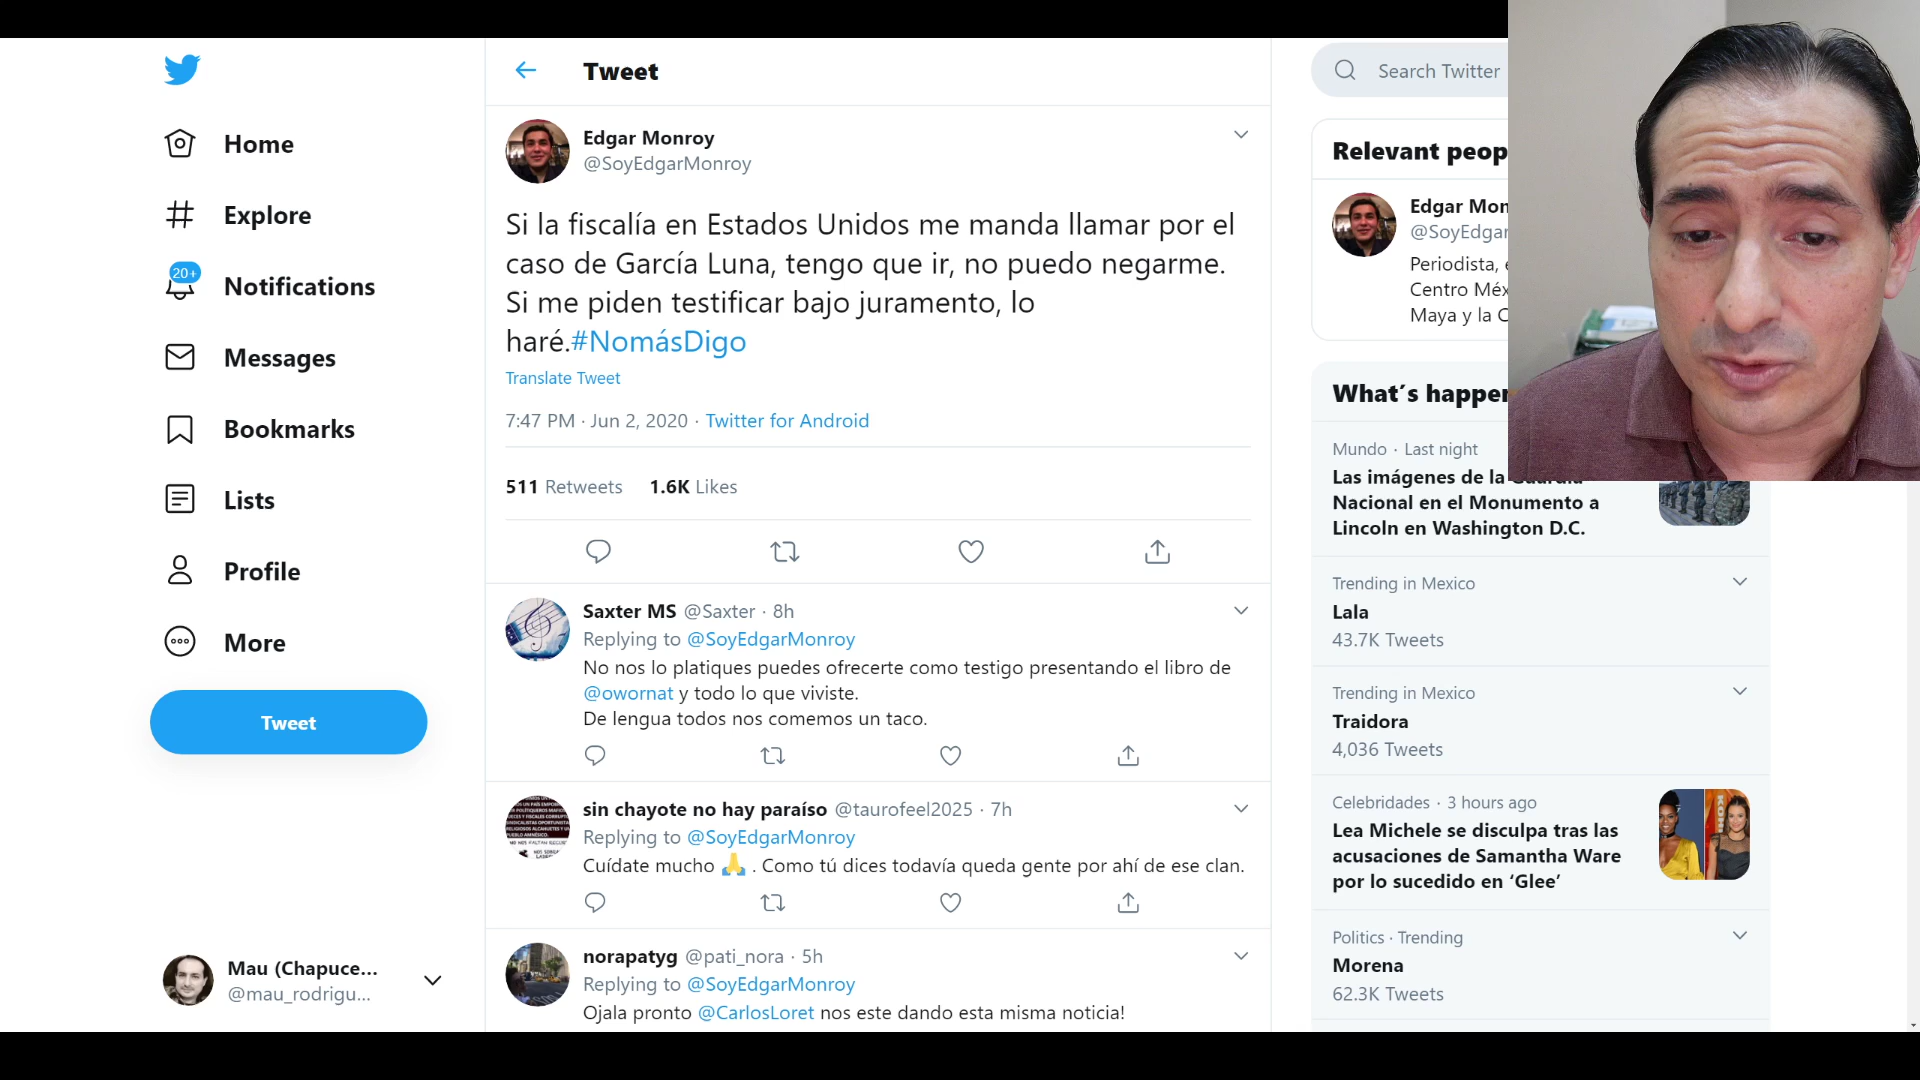 Home
Explore
20+
Notifications
Messages
Bookmarks
Lists
Profile
More
Tweet
Mau (Chapuce...
@mau_rodrigu...
Tweet
Edgar Monroy
@SoyEdgarMonroy
Si la fiscalía en Estados Unidos me manda llamar por el
caso de García Luna, tengo que ir, no puedo negarme.
Si me piden testificar bajo juramento, lo
haré.#NomásDigo
Translate Tweet
7:47 PM · Jun 2, 2020 · Twitter for Android
511 Retweets 1.6K Likes
Saxter MS @Saxter · 8h
Replying to @SoyEdgarMonroy
No nos lo platiques puedes ofrecerte como testigo presentando el libro de
@owornat y todo lo que viviste.
De lengua todos nos comemos un taco.
sin chayote no hay paraíso @taurofeel2025 · 7h
Replying to @SoyEdgarMonroy
Cuídate mucho 🙏 . Como tú dices todavía queda gente por ahí de ese clan.
norapatyg @pati_nora · 5h
Replying to @SoyEdgarMonroy
Ojala pronto @CarlosLoret nos este dando esta misma noticia!
Search Twitter
Relevant peop
Edgar Mon
@SoyEdgar
Periodista,
Centro Méx
Maya y la C
What's happen
Mundo · Last night
Las imágenes de la Guardia
Nacional en el Monumento a
Lincoln en Washington D.C.
Trending in Mexico
Lala
43.7K Tweets
Trending in Mexico
Traidora
4,036 Tweets
Celebridades · 3 hours ago
Lea Michele se disculpa tras las
acusaciones de Samantha Ware
por lo sucedido en ‘Glee’
Politics · Trending
Morena
62.3K Tweets